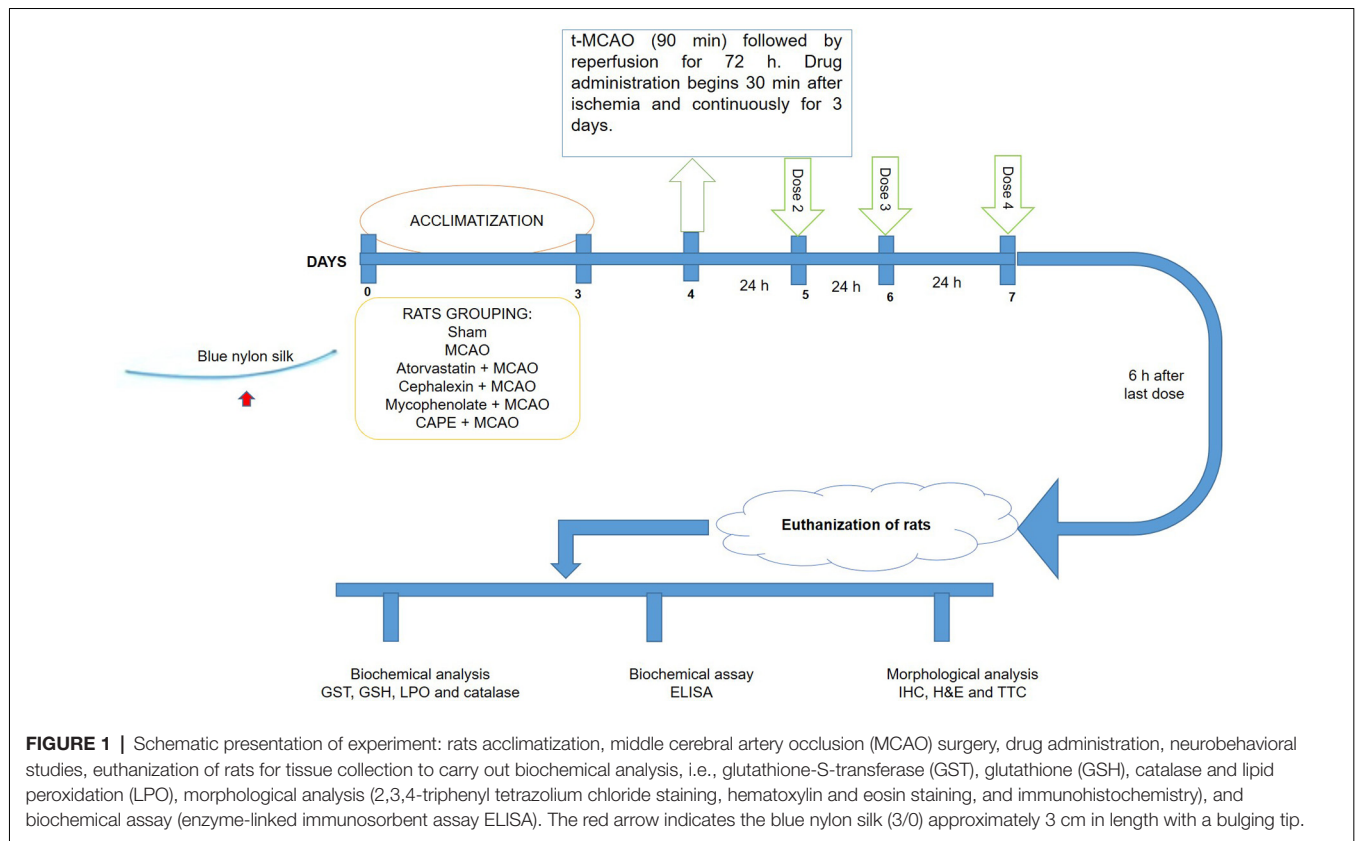 t-MCAO (90 min) followed by
reperfusion for 72 h. Drug
administration begins 30 min after
ischemia and continuously for 3
days.
Dose 2
Dose 3
Dose 4
ACCLIMATIZATION
DAYS
0
3
4
24 h
5
24 h
6
24 h
7
RATS GROUPING:
Sham
MCAO
Atorvastatin + MCAO
Cephalexin + MCAO
Mycophenolate + MCAO
CAPE + MCAO
Blue nylon silk
6 h after
last dose
Euthanization of rats
Biochemical analysis
GST, GSH, LPO and catalase
Biochemical assay
ELISA
Morphological analysis
IHC, H&E and TTC
FIGURE 1 | Schematic presentation of experiment: rats acclimatization, middle cerebral artery occlusion (MCAO) surgery, drug administration, neurobehavioral
studies, euthanization of rats for tissue collection to carry out biochemical analysis, i.e., glutathione-S-transferase (GST), glutathione (GSH), catalase and lipid
peroxidation (LPO), morphological analysis (2,3,4-triphenyl tetrazolium chloride staining, hematoxylin and eosin staining, and immunohistochemistry), and
biochemical assay (enzyme-linked immunosorbent assay ELISA). The red arrow indicates the blue nylon silk (3/0) approximately 3 cm in length with a bulging tip.